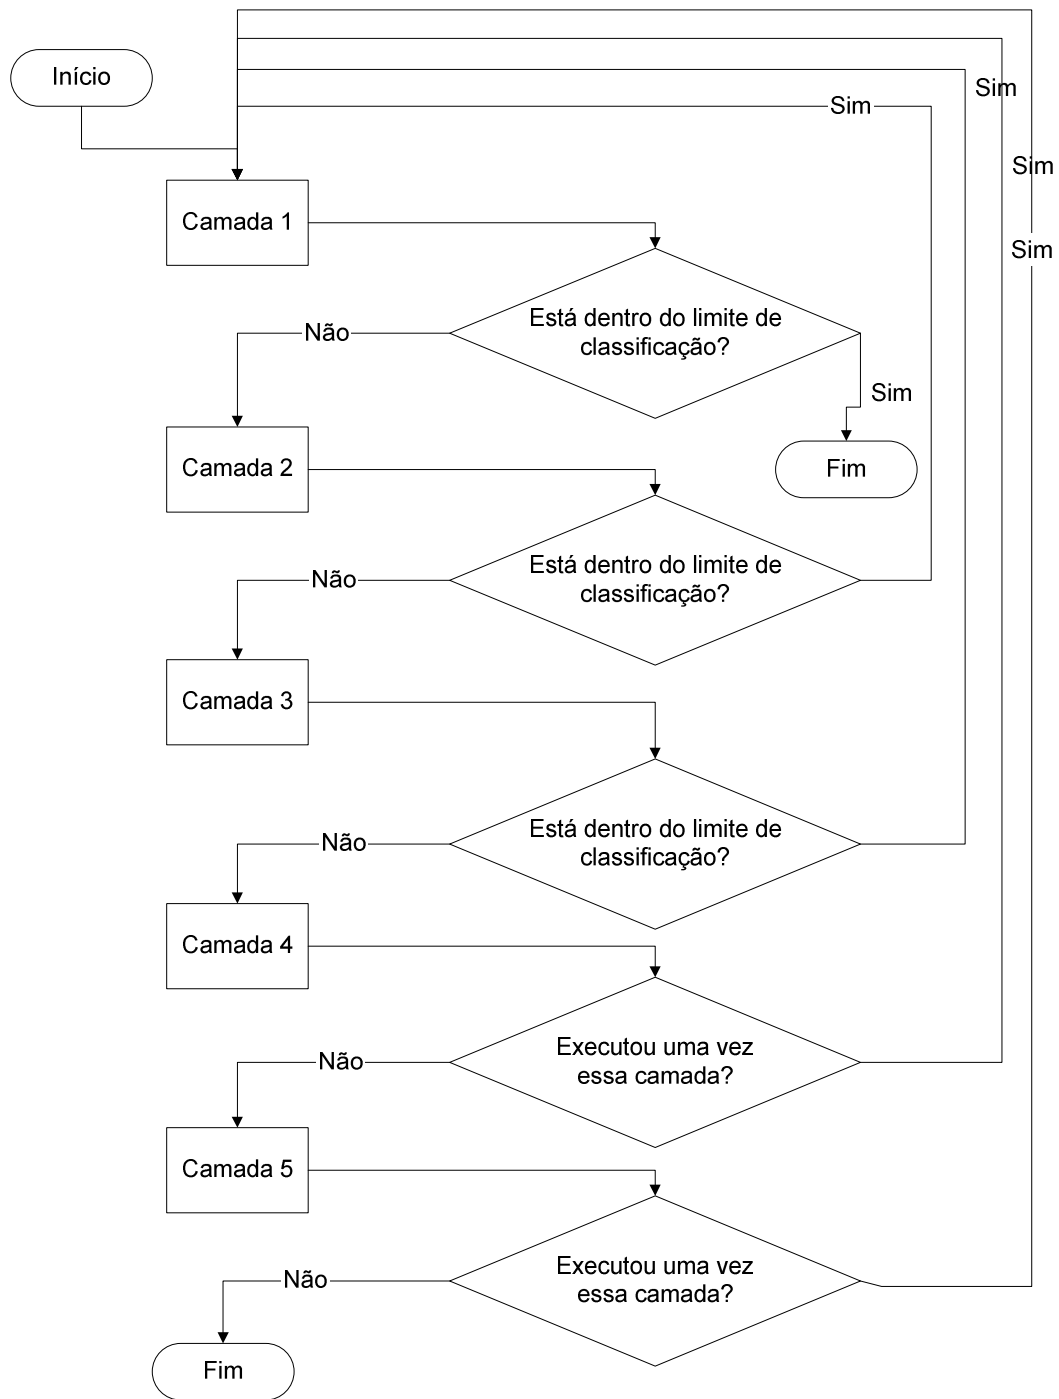 Início
Sim
Sim
Sim
Sim
Camada 1
Está dentro do limite de
classificação?
Não
Sim
Camada 2
Fim
Está dentro do limite de
classificação?
Não
Camada 3
Está dentro do limite de
classificação?
Não
Camada 4
Executou uma vez
essa camada?
Não
Camada 5
Executou uma vez
essa camada?
Não
Fim